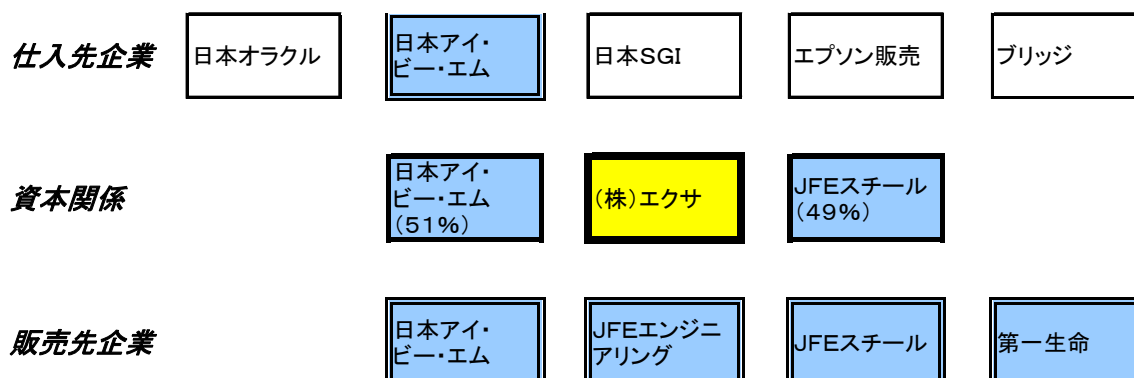 仕入先企業
日本オラクル
日本アイ・
ビー・エム
日本SGI
エプソン販売
ブリッジ
資本関係
日本アイ・
ビー・エム
(51%)
(株)エクサ
JFEスチール
(49%)
販売先企業
日本アイ・
ビー・エム
JFEエンジニ
アリング
JFEスチール
第一生命